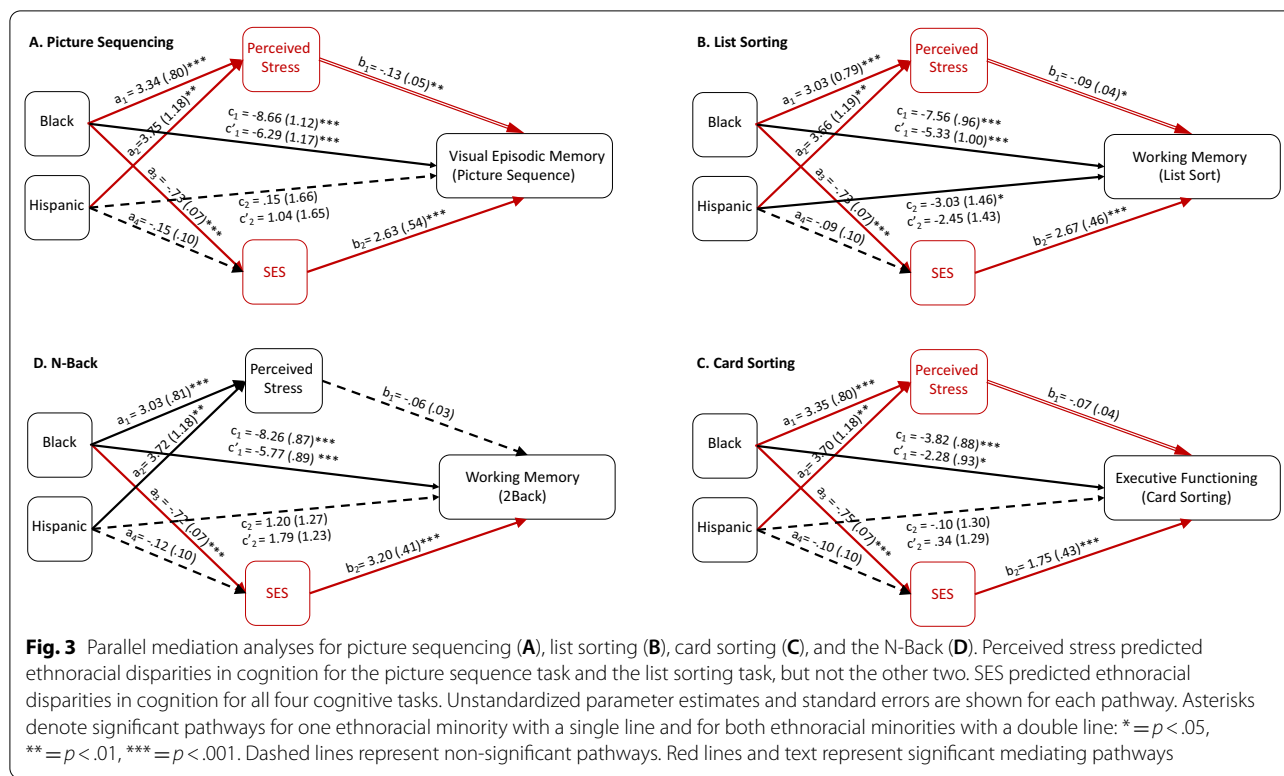 A. Picture Sequencing
Perceived
Stress
Black
Hispanic
SES
Visual Episodic Memory
(Picture Sequence)
a₁ = 3.34 (.80)***
a₂=3.75 (1.18)**
a₃= -.73 (.07)***
a₄= -.15 (.10)
b₁= -.13 (.05)**
b₂= 2.63 (.54)***
c₁ = -8.66 (1.12)***
c'₁ = -6.29 (1.17)***
c₂ = .15 (1.66)
c'₂ = 1.04 (1.65)
B. List Sorting
Perceived
Stress
Black
Hispanic
SES
Working Memory
(List Sort)
a₁ = 3.03 (0.79)***
a₂= 3.66 (1.19)**
a₃= -.73 (.07)***
a₄= -.09 (.10)
b₁= -.09 (.04)*
b₂= 2.67 (.46)***
c₁ = -7.56 (.96)***
c'₁ = -5.33 (1.00)***
c₂ = -3.03 (1.46)*
c'₂ = -2.45 (1.43)
D. N-Back
Perceived
Stress
Black
Hispanic
SES
Working Memory
(2Back)
a₁ = 3.03 (.81)***
a₂= 3.72 (1.18)**
a₃= -.72 (.07)***
a₄= -.12 (.10)
b₁= -.06 (.03)
b₂= 3.20 (.41)***
c₁ = -8.26 (.87)***
c'₁ = -5.77 (.89) ***
c₂ = 1.20 (1.27)
c'₂ = 1.79 (1.23)
C. Card Sorting
Perceived
Stress
Black
Hispanic
SES
Executive Functioning
(Card Sorting)
a₁ = 3.35 (.80)***
a₂= 3.70 (1.18)**
a₃= -.75 (.07)***
a₄= -.10 (.10)
b₁= -.07 (.04)
b₂= 1.75 (.43)***
c₁ = -3.82 (.88)***
c'₁ = -2.28 (.93)*
c₂ = -.10 (1.30)
c'₂ = .34 (1.29)
Fig. 3 Parallel mediation analyses for picture sequencing (A), list sorting (B), card sorting (C), and the N-Back (D). Perceived stress predicted
ethnoracial disparities in cognition for the picture sequence task and the list sorting task, but not the other two. SES predicted ethnoracial
disparities in cognition for all four cognitive tasks. Unstandardized parameter estimates and standard errors are shown for each pathway. Asterisks
denote significant pathways for one ethnoracial minority with a single line and for both ethnoracial minorities with a double line: * = p < .05,
** = p < .01, *** = p < .001. Dashed lines represent non-significant pathways. Red lines and text represent significant mediating pathways